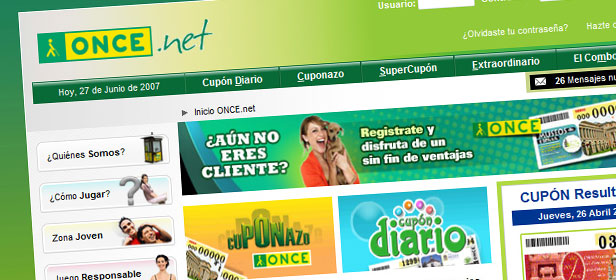 Usuario:
¿Olvidaste tu contraseña?
Hazte c
ONCE.net
Hoy, 27 de Junio de 2007
Cupón Diario
Cuponazo
SuperCupón
Extraordinario
El Combo
26 Mensajes nu
Inicio ONCE.net
¿Quiénes Somos?
¿Cómo Jugar?
Zona Joven
Juego Responsable
¿AÚN NO
ERES
CLIENTE?
Registrate y
disfruta de un
sin fin de ventajas
ONCE
CUPONAZO
ONCE
cupón
diario
CUPÓN Result
Jueves, 26 Abril 2
03